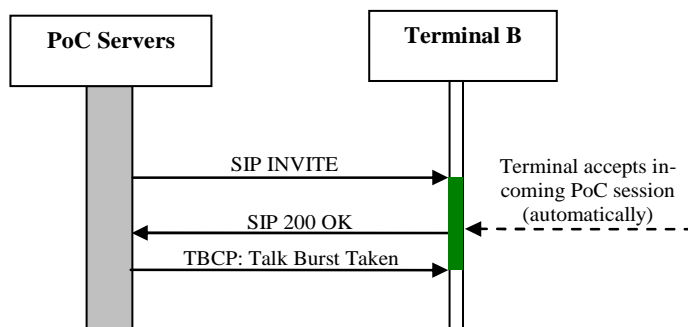 PoC Servers
Terminal B
SIP INVITE
Terminal accepts in-
coming PoC session
(automatically)
SIP 200 OK
TBCP: Talk Burst Taken